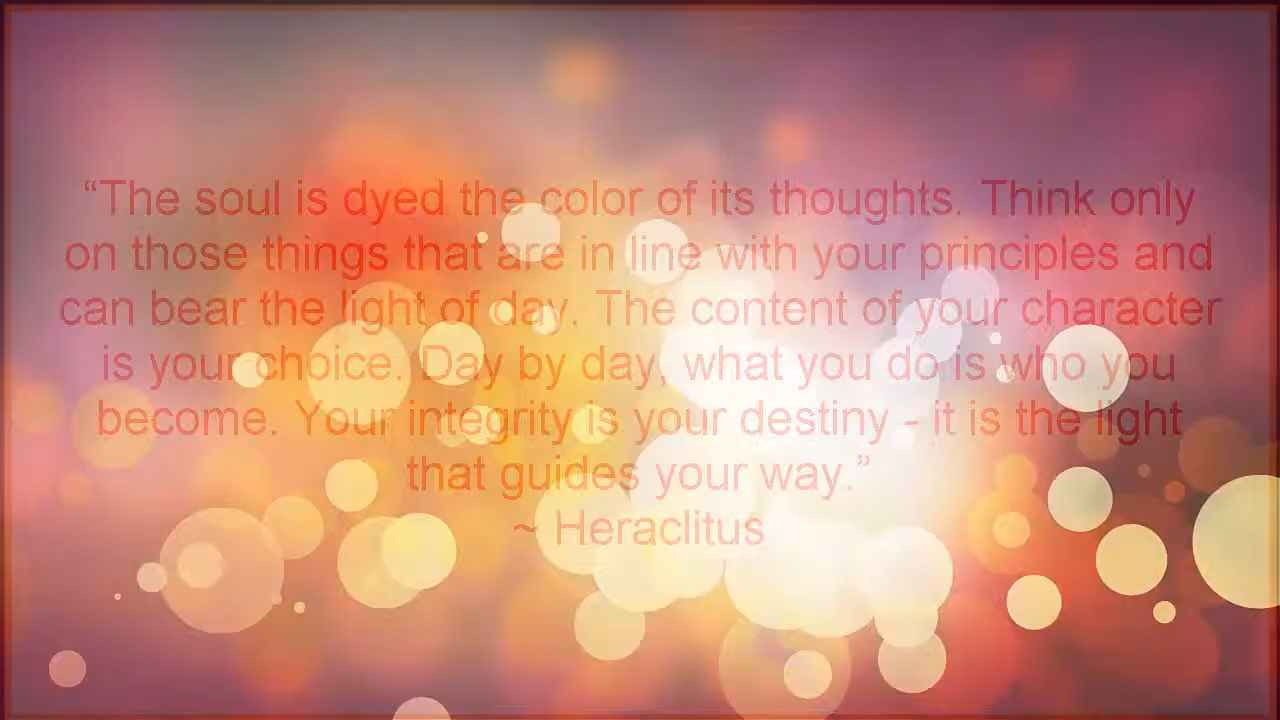 “The soul is dyed the color of its thoughts. Think only
on those things that are in line with your principles and
can bear the light of day. The content of your character
is your choice. Day by day, what you do is who you
become. Your integrity is your destiny - it is the light
that guides your way.”
~ Heraclitus